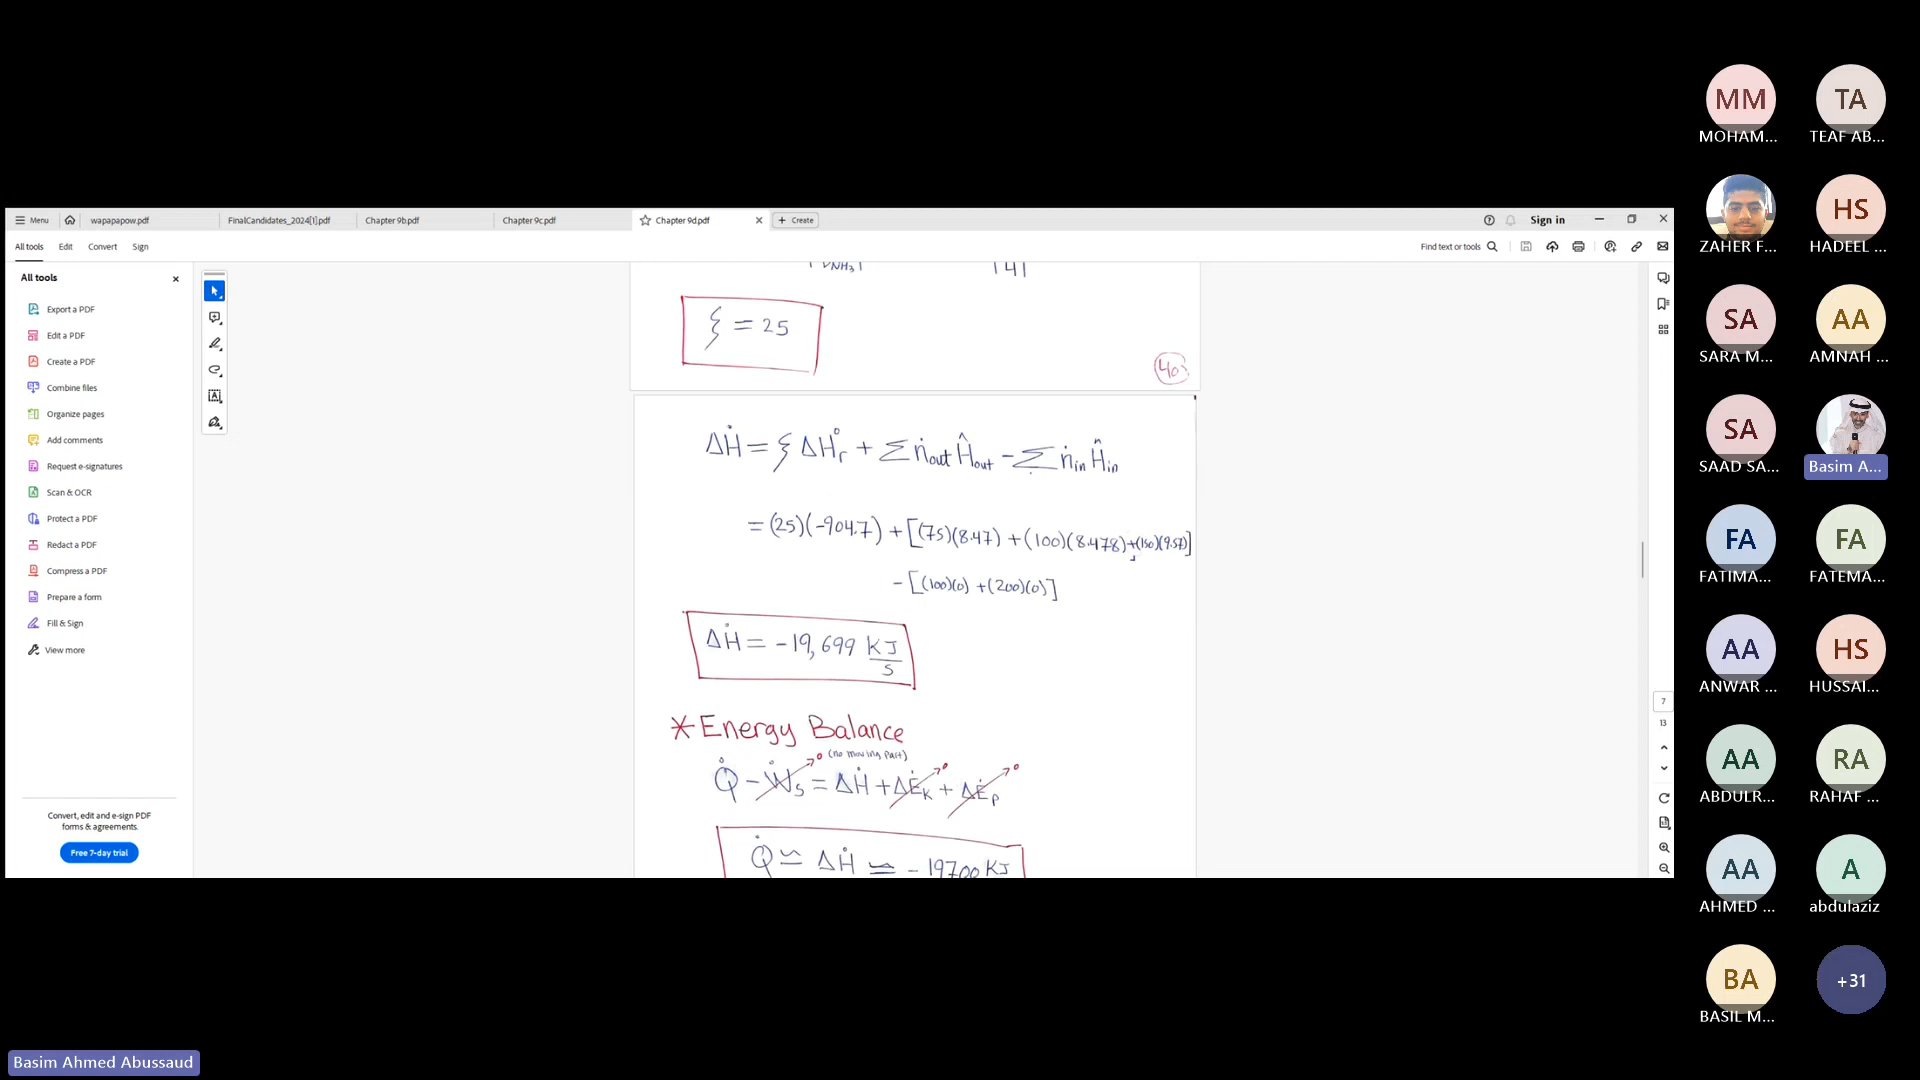 Menu
wapapapow.pdf
FinalCandidates_2024[1].pdf
Chapter 9b.pdf
Chapter 9c.pdf
Chapter 9d.pdf
Create
Sign in
All tools
Edit
Convert
Sign
Find text or tools
All tools
Export a PDF
Edit a PDF
Create a PDF
Combine files
Organize pages
Add comments
Request e-signatures
Scan & OCR
Protect a PDF
Redact a PDF
Compress a PDF
Prepare a form
Fill & Sign
View more
Convert, edit and e-sign PDF
forms & agreements.
Free 7-day trial
|νNH₃| |4|
ξ = 25
40
ΔḢ = ξ ΔH°r + Σ ṅout Ĥout - Σ ṅin Ĥin
= (25)(-904.7) + [(75)(8.47) + (100)(8.478) + (150)(9.57)]
- [(100)(0) + (200)(0)]
ΔḢ = -19,699 KJ/S
* Energy Balance
(no moving part)
Q̇ - Ẇs = ΔḢ + ΔĖK + ΔĖP
Q̇ ≃ ΔḢ ≃ - 19700 KJ
7
13
MM
MOHAM...
TA
TEAF AB...
ZAHER F...
HS
HADEEL ...
SA
SARA M...
AA
AMNAH ...
SA
SAAD SA...
Basim A...
FA
FATIMA...
FA
FATEMA...
AA
ANWAR ...
HS
HUSSAI...
AA
ABDULR...
RA
RAHAF ...
AA
AHMED ...
A
abdulaziz
BA
BASIL M...
+31
Basim Ahmed Abussaud